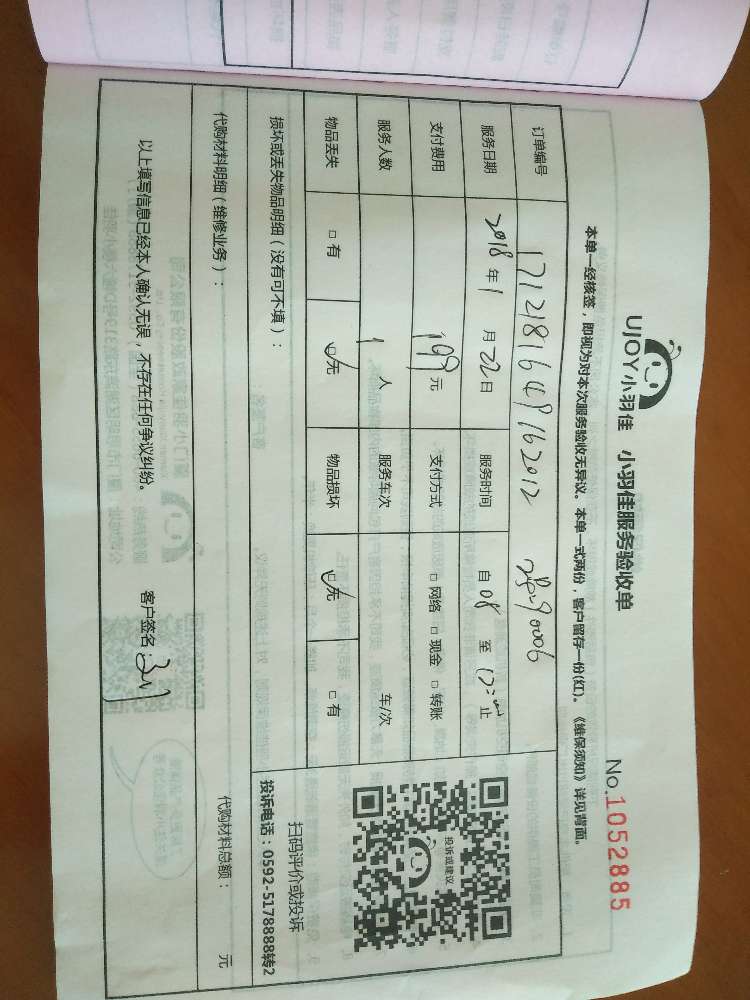 UJOY小羽佳 小羽佳服务验收单 No.1052885
本单一经核签，即视为对本次服务验收无异议。本单一式两份，客户留存一份(红)。《维保须知》详见背面。
订单编号 1712181649162012
服务日期 2018年1月22日 服务时间 自08至12:00止
支付费用 199元 支付方式 □网络 □现金 □转账
服务人数 1人 服务车次 车/次
物品丢失 □有 ☑无 物品损坏 ☑无 □有
损坏或丢失物品明细（没有可不填）：
代购材料明细（维修业务）： 代购材料总额： 元
以上填写信息已经本人确认无误，不存在任何争议纠纷。 客户签名：
投诉或建议
UJOY
扫码评价或投诉
投诉电话：0592-5178888转2